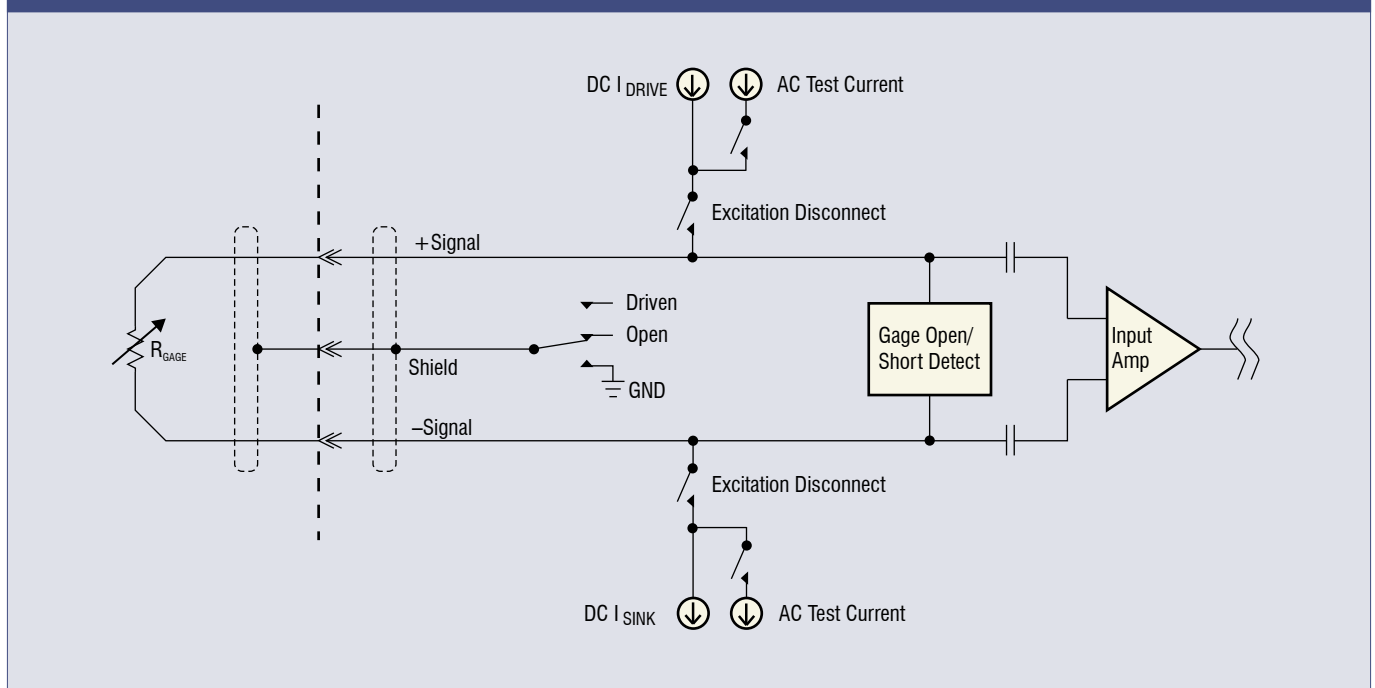 DC I DRIVE
AC Test Current
Excitation Disconnect
+Signal
Driven
Open
RGAGE
Shield
GND
Gage Open/
Short Detect
Input
Amp
–Signal
Excitation Disconnect
DC I SINK
AC Test Current